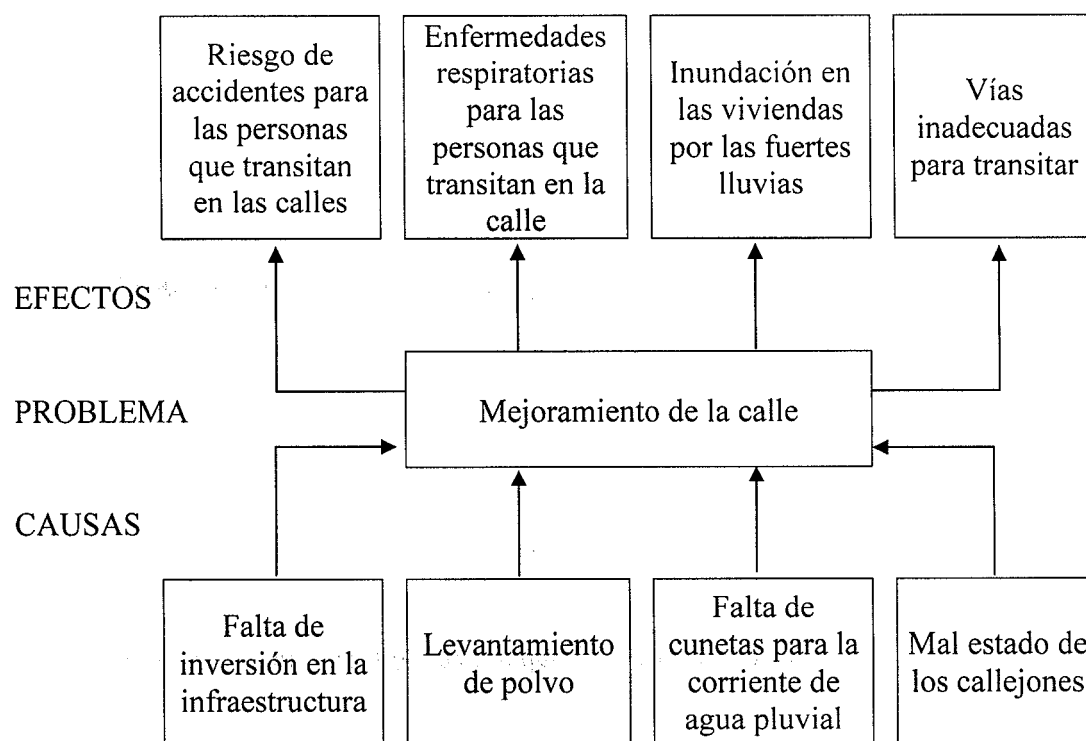 Riesgo de
accidentes para
las personas
que transitan
en las calles
Enfermedades
respiratorias
para las
personas que
transitan en la
calle
Inundación en
las viviendas
por las fuertes
lluvias
Vías
inadecuadas
para transitar
EFECTOS
PROBLEMA
Mejoramiento de la calle
CAUSAS
Falta de
inversión en la
infraestructura
Levantamiento
de polvo
Falta de
cunetas para la
corriente de
agua pluvial
Mal estado de
los callejones